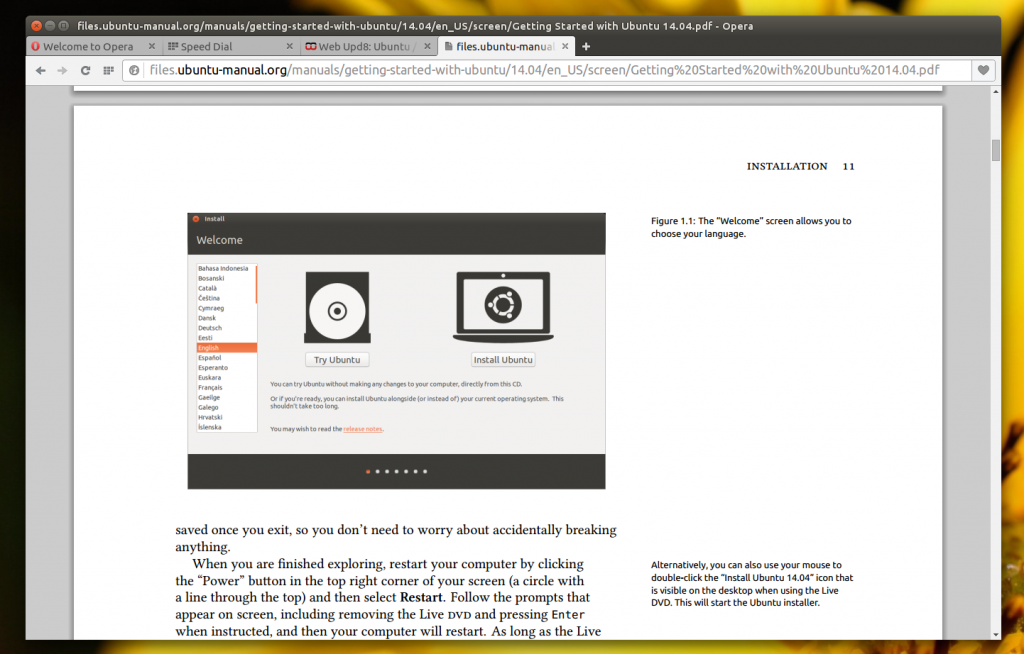 files.ubuntu-manual.org/manuals/getting-started-with-ubuntu/14.04/en_US/screen/Getting Started with Ubuntu 14.04.pdf - Opera
Welcome to Opera
Speed Dial
Web Upd8: Ubuntu /
files.ubuntu-manual
files.ubuntu-manual.org/manuals/getting-started-with-ubuntu/14.04/en_US/screen/Getting%20Started%20with%20Ubuntu%2014.04.pdf
INSTALLATION 11
Install
Welcome
Bahasa Indonesia
Bosanski
Català
Čeština
Cymraeg
Dansk
Deutsch
Eesti
English
Español
Esperanto
Euskara
Français
Gaeilge
Galego
Hrvatski
Íslenska
Try Ubuntu
Install Ubuntu
You can try Ubuntu without making any changes to your computer, directly from this CD.
Or if you're ready, you can install Ubuntu alongside (or instead of) your current operating system. This
shouldn't take too long.
You may wish to read the release notes.
Figure 1.1: The “Welcome” screen allows you to
choose your language.
saved once you exit, so you don’t need to worry about accidentally breaking
anything.
When you are finished exploring, restart your computer by clicking
the “Power” button in the top right corner of your screen (a circle with
a line through the top) and then select Restart. Follow the prompts that
appear on screen, including removing the Live DVD and pressing Enter
when instructed, and then your computer will restart. As long as the Live
Alternatively, you can also use your mouse to
double-click the “Install Ubuntu 14.04” icon that
is visible on the desktop when using the Live
DVD. This will start the Ubuntu installer.